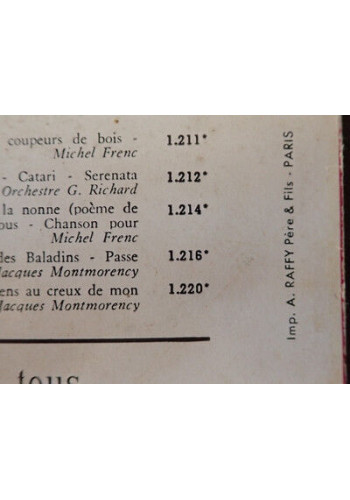 coupeurs de bois - 1.211*
Michel Frenc
- Catari - Serenata 1.212*
Orchestre G. Richard
la nonne (poème de 1.214*
ous - Chanson pour
Michel Frenc
des Baladins - Passe 1.216*
Jacques Montmorency
ens au creux de mon 1.220*
Jacques Montmorency
tous
Imp. A. RAFFY Père & Fils - PARIS